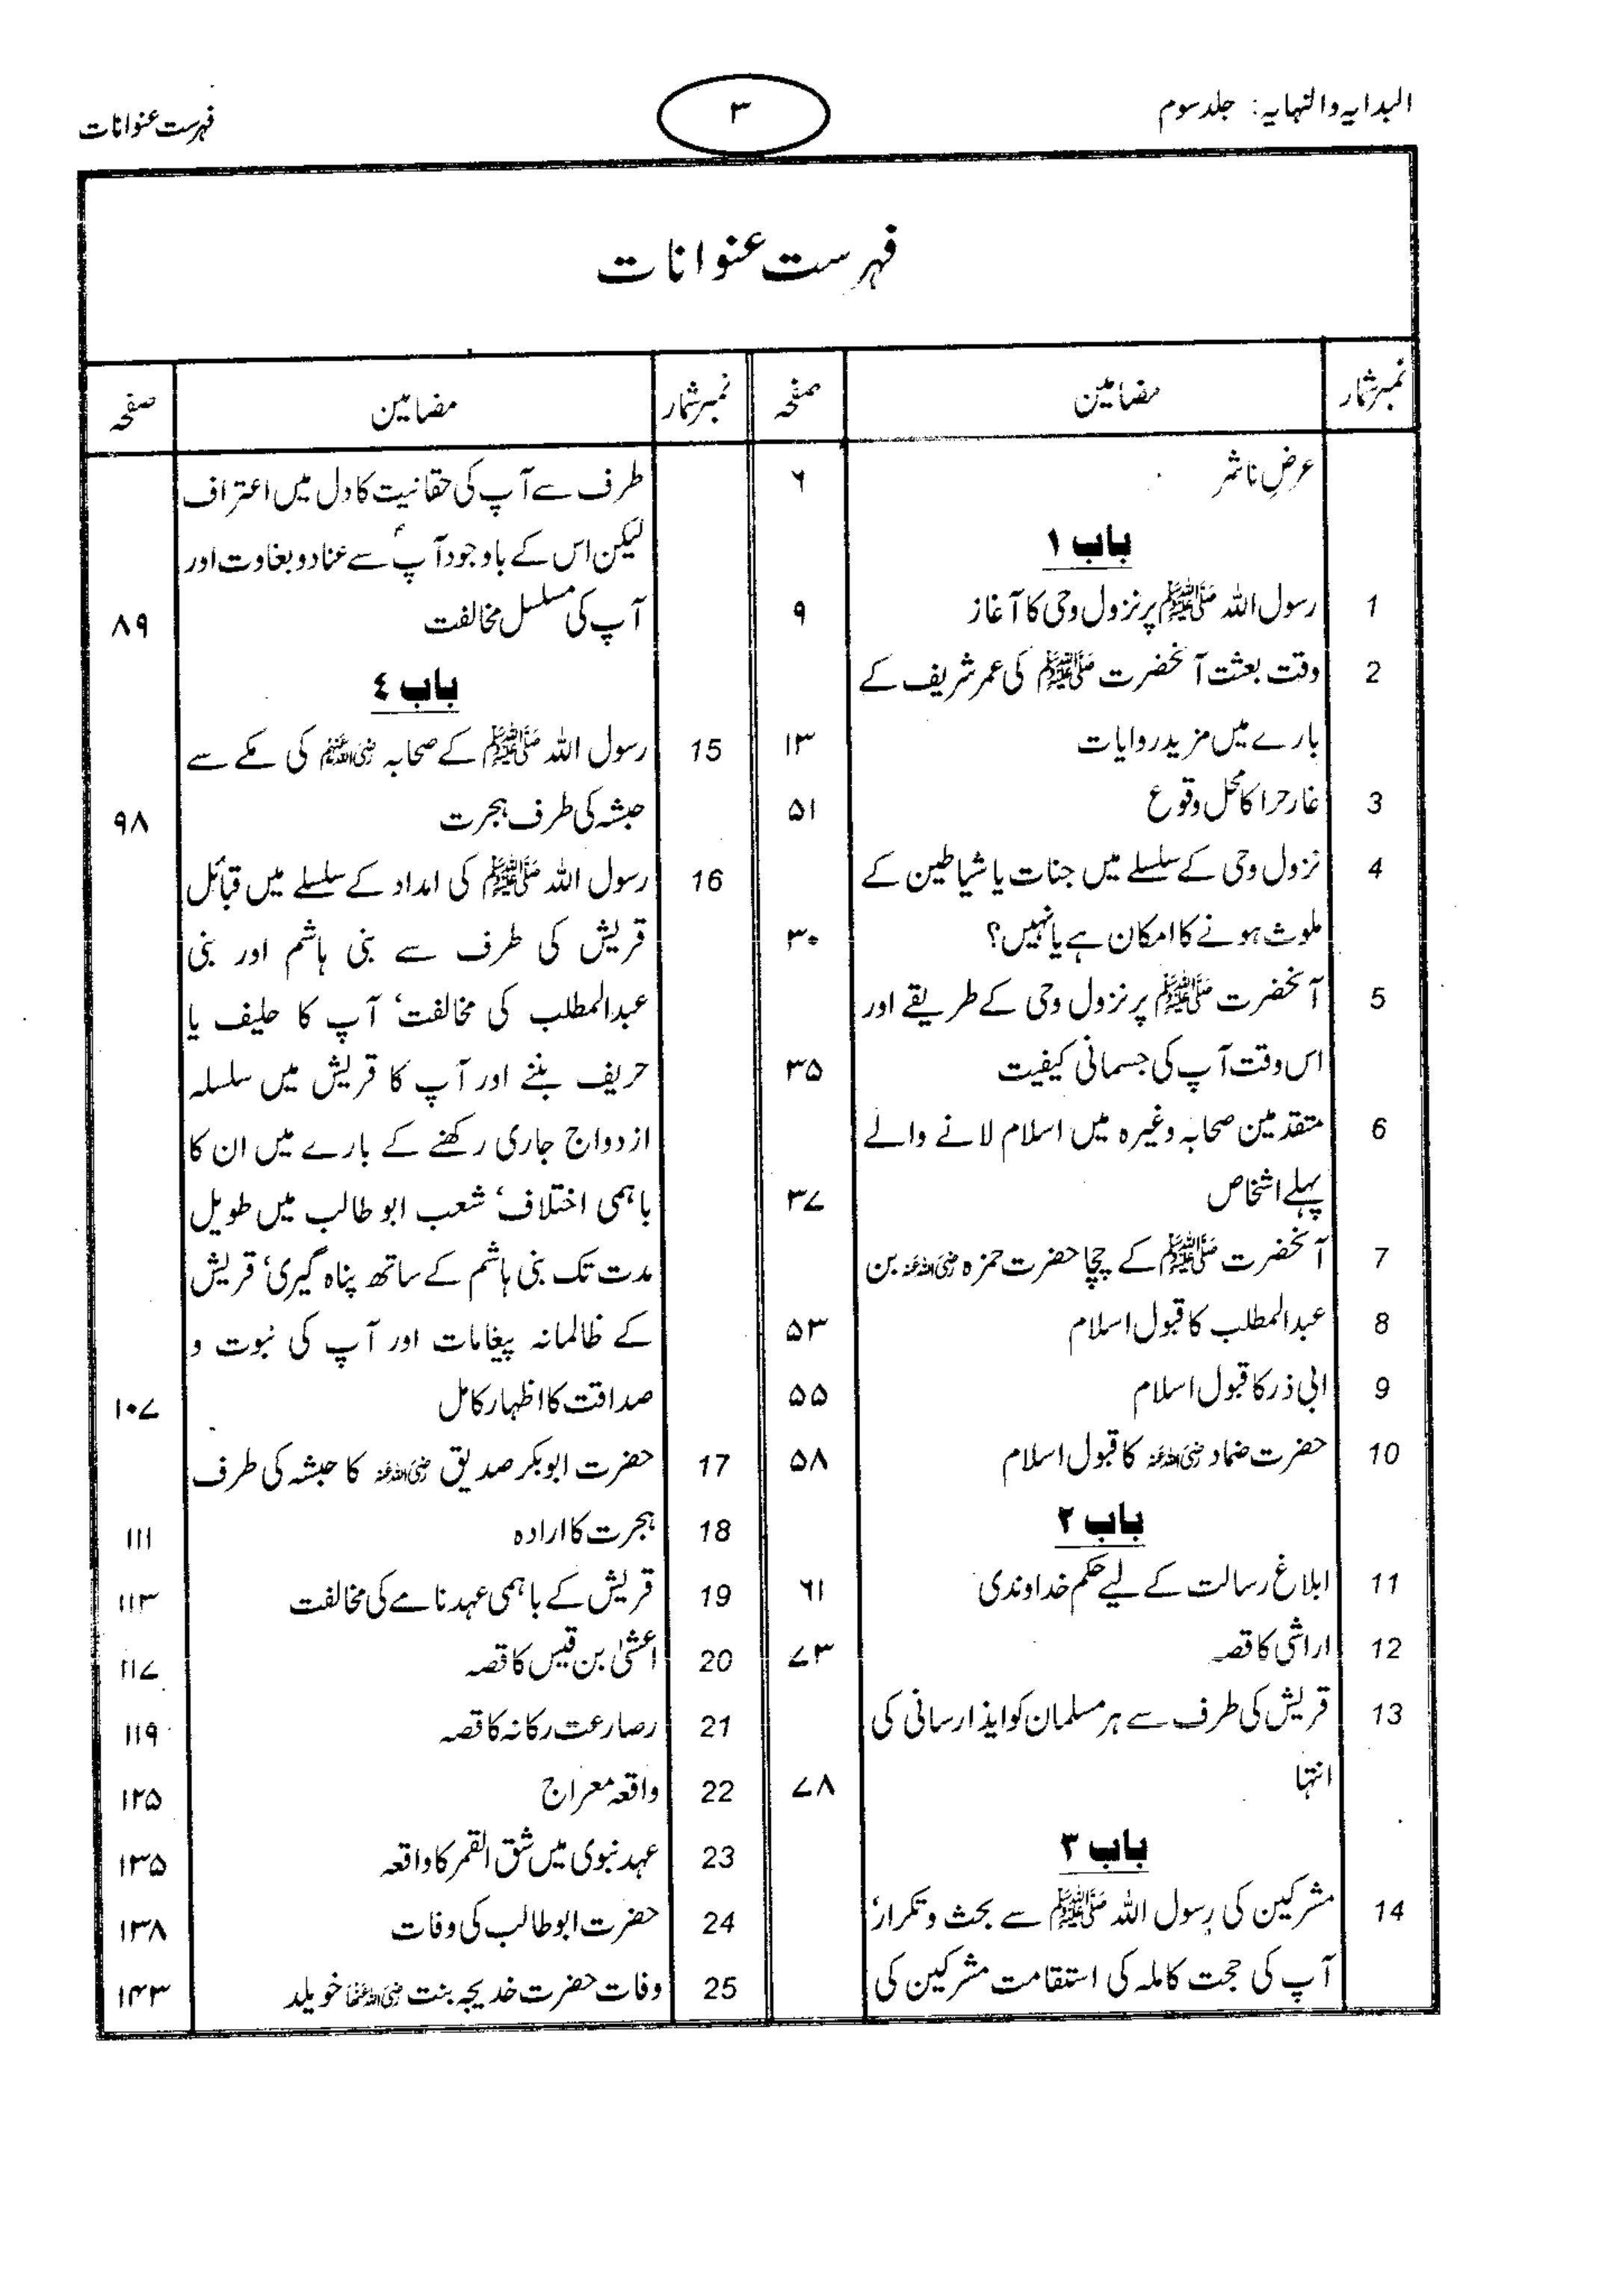 البدایہ والنہایہ: جلد سوم
۳
فہرست عنوانات
فہرست عنوانات
نمبر شمار مضامین صفحہ
عرضِ ناشر ۶
باب ۱
1 رسول اللہ ﷺ پر نزول وحی کا آغاز ۹
2 وقت بعثت آنحضرت ﷺ کی عمر شریف کے
بارے میں مزید روایات ۱۳
3 غار حرا کا محل وقوع ۵۱
4 نزول وحی کے سلسلے میں جنات یا شیاطین کے
ملوث ہونے کا امکان ہے یا نہیں؟ ۳۰
5 آنحضرت ﷺ پر نزول وحی کے طریقے اور
اس وقت آپ کی جسمانی کیفیت ۳۵
6 متقدمین صحابہ وغیرہ میں اسلام لانے والے
پہلے اشخاص ۳۷
7 آنحضرت ﷺ کے چچا حضرت حمزہ رضی اللہ عنہ بن
8 عبدالمطلب کا قبول اسلام ۵۳
9 ابی ذر کا قبول اسلام ۵۵
10 حضرت ضماد رضی اللہ عنہ کا قبول اسلام ۵۸
باب ۲
11 ابلاغ رسالت کے لیے حکم خداوندی ۶۱
12 اراشی کا قصہ ۷۳
13 قریش کی طرف سے ہر مسلمان کو ایذا رسانی کی
انتہا ۷۸
باب ۳
14 مشرکین کی رسول اللہ ﷺ سے بحث و تکرار‘
آپ کی حجت کاملہ کی استقامت مشرکین کی
نمبر شمار مضامین صفحہ
طرف سے آپ کی حقانیت کا دل میں اعتراف
لیکن اس کے باوجود آپؐ سے عناد و بغاوت اور
آپ کی مسلسل مخالفت ۸۹
باب ٤
15 رسول اللہ ﷺ کے صحابہ رضی اللہ عنہم کی مکے سے
حبشہ کی طرف ہجرت ۹۸
16 رسول اللہ ﷺ کی امداد کے سلسلے میں قبائل
قریش کی طرف سے بنی ہاشم اور بنی
عبدالمطلب کی مخالفت‘ آپ کا حلیف یا
حریف بننے اور آپ کا قریش میں سلسلہ
ازدواج جاری رکھنے کے بارے میں ان کا
باہمی اختلاف‘ شعب ابو طالب میں طویل
مدت تک بنی ہاشم کے ساتھ پناہ گیری‘ قریش
کے ظالمانہ پیغامات اور آپ کی نبوت و
صداقت کا اظہار کامل ۱۰۷
17 حضرت ابوبکر صدیق رضی اللہ عنہ کا حبشہ کی طرف
18 ہجرت کا ارادہ ۱۱۱
19 قریش کے باہمی عہد نامے کی مخالفت ۱۱۳
20 اعشیٰ بن قیس کا قصہ ۱۱۷
21 رصارعت رکانہ کا قصہ ۱۱۹
22 واقعہ معراج ۱۲۵
23 عہد نبوی میں شق القمر کا واقعہ ۱۳۵
24 حضرت ابو طالب کی وفات ۱۳۸
25 وفات حضرت خدیجہ بنت رضی اللہ عنہا خویلد ۱۴۳